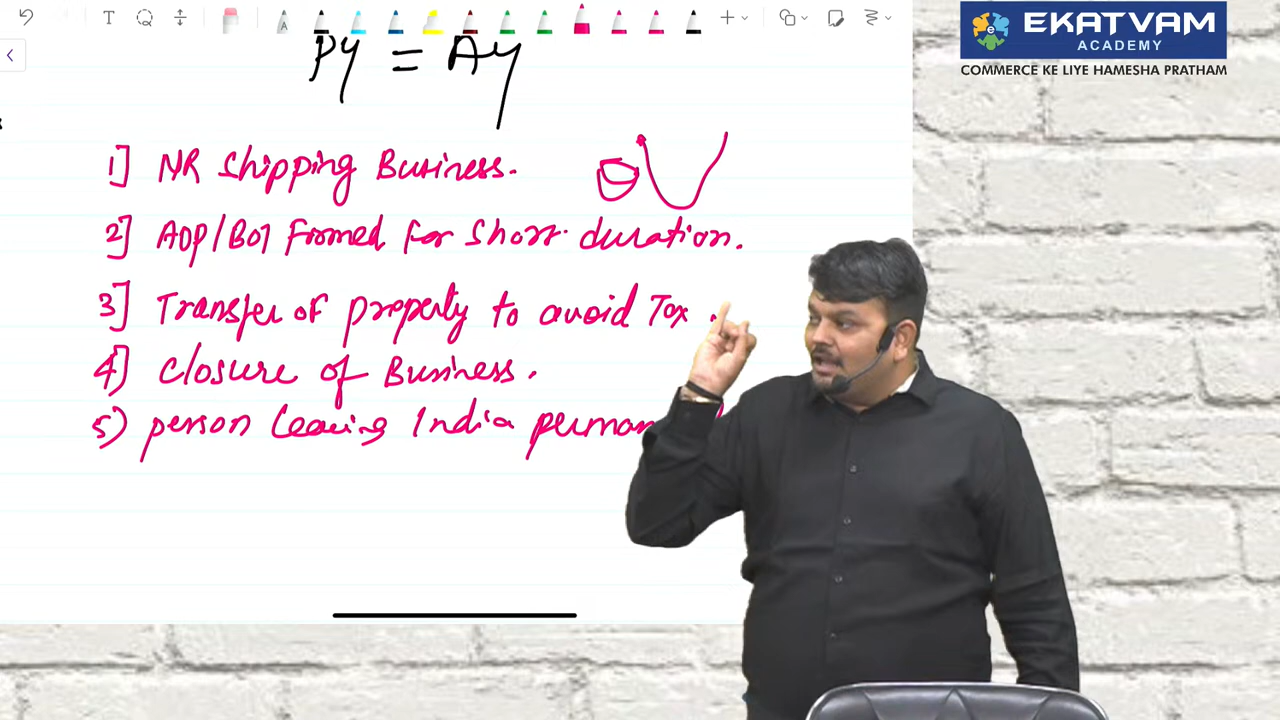 EKATVAM
ACADEMY
COMMERCE KE LIYE HAMESHA PRATHAM
PY = AY
1] NR Shipping Business.
2] AOP/BOI Formed for Short duration.
3] Transfer of property to avoid Tax.
4] Closure of Business.
5) person leaving India perman